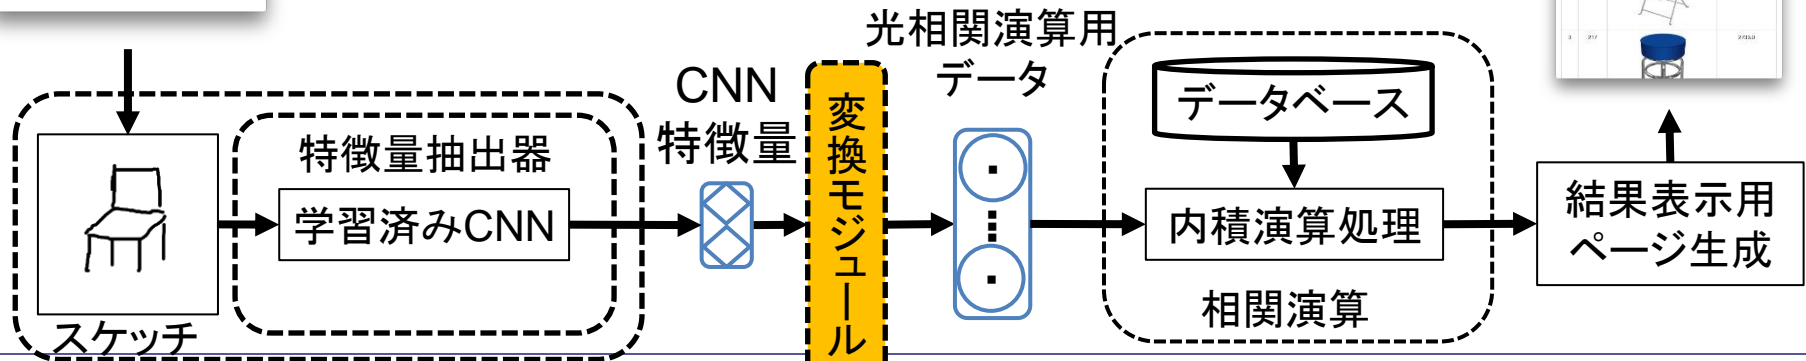 スケッチ
特徴量抽出器
学習済みCNN
CNN
特徴量
変換モジュール
光相関演算用
データ
データベース
内積演算処理
相関演算
結果表示用
ページ生成
3 217